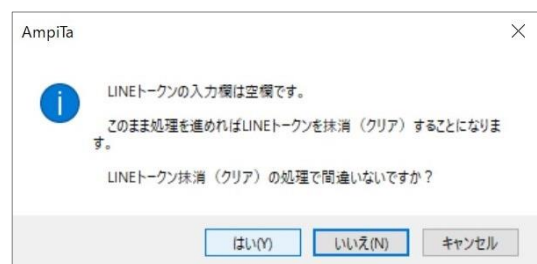 AmpiTa
LINEトークンの入力欄は空欄です。
このまま処理を進めればLINEトークンを抹消（クリア）することになりま
す。
LINEトークン抹消（クリア）の処理で間違いないですか？
はい(Y)
いいえ(N)
キャンセル